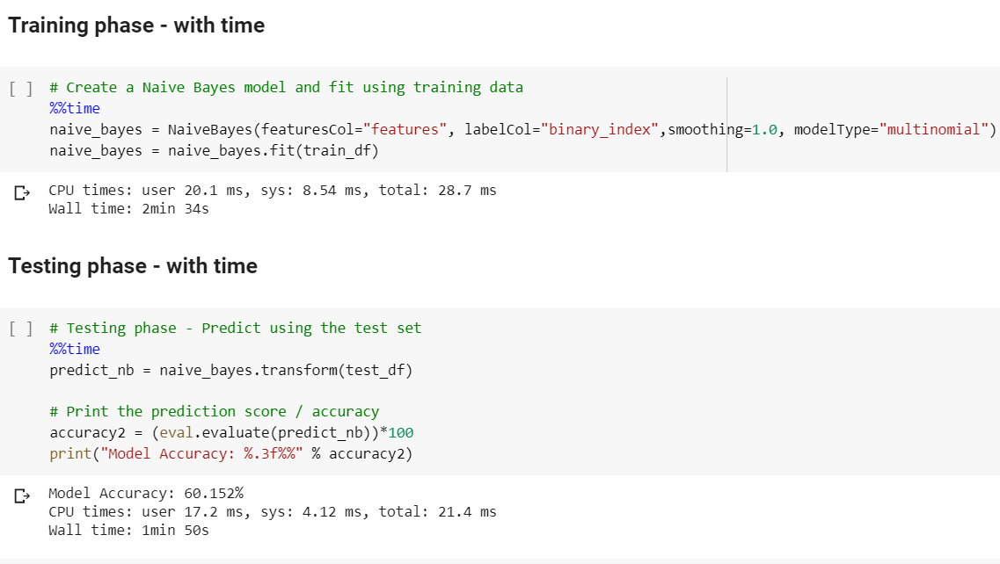 Training phase - with time
[ ] # Create a Naive Bayes model and fit using training data
%%time
naive_bayes = NaiveBayes(featuresCol="features", labelCol="binary_index",smoothing=1.0, modelType="multinomial")
naive_bayes = naive_bayes.fit(train_df)
CPU times: user 20.1 ms, sys: 8.54 ms, total: 28.7 ms
Wall time: 2min 34s
Testing phase - with time
[ ] # Testing phase - Predict using the test set
%%time
predict_nb = naive_bayes.transform(test_df)
# Print the prediction score / accuracy
accuracy2 = (eval.evaluate(predict_nb))*100
print("Model Accuracy: %.3f%%" % accuracy2)
Model Accuracy: 60.152%
CPU times: user 17.2 ms, sys: 4.12 ms, total: 21.4 ms
Wall time: 1min 50s